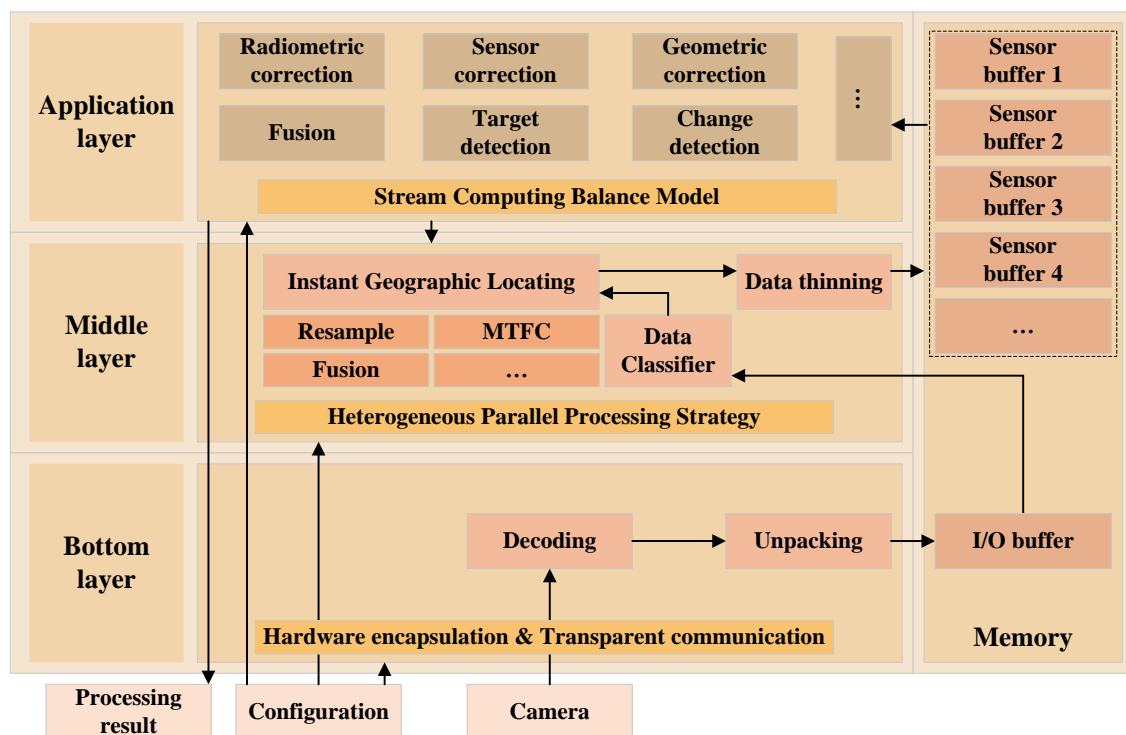 Application
layer
Radiometric
correction
Sensor
correction
Geometric
correction
...
Fusion
Target
detection
Change
detection
Stream Computing Balance Model
Sensor
buffer 1
Sensor
buffer 2
Sensor
buffer 3
Sensor
buffer 4
...
Middle
layer
Instant Geographic Locating
Data thinning
Resample
MTFC
Data
Classifier
Fusion
...
Heterogeneous Parallel Processing Strategy
Bottom
layer
Decoding
Unpacking
I/O buffer
Hardware encapsulation & Transparent communication
Memory
Processing
result
Configuration
Camera